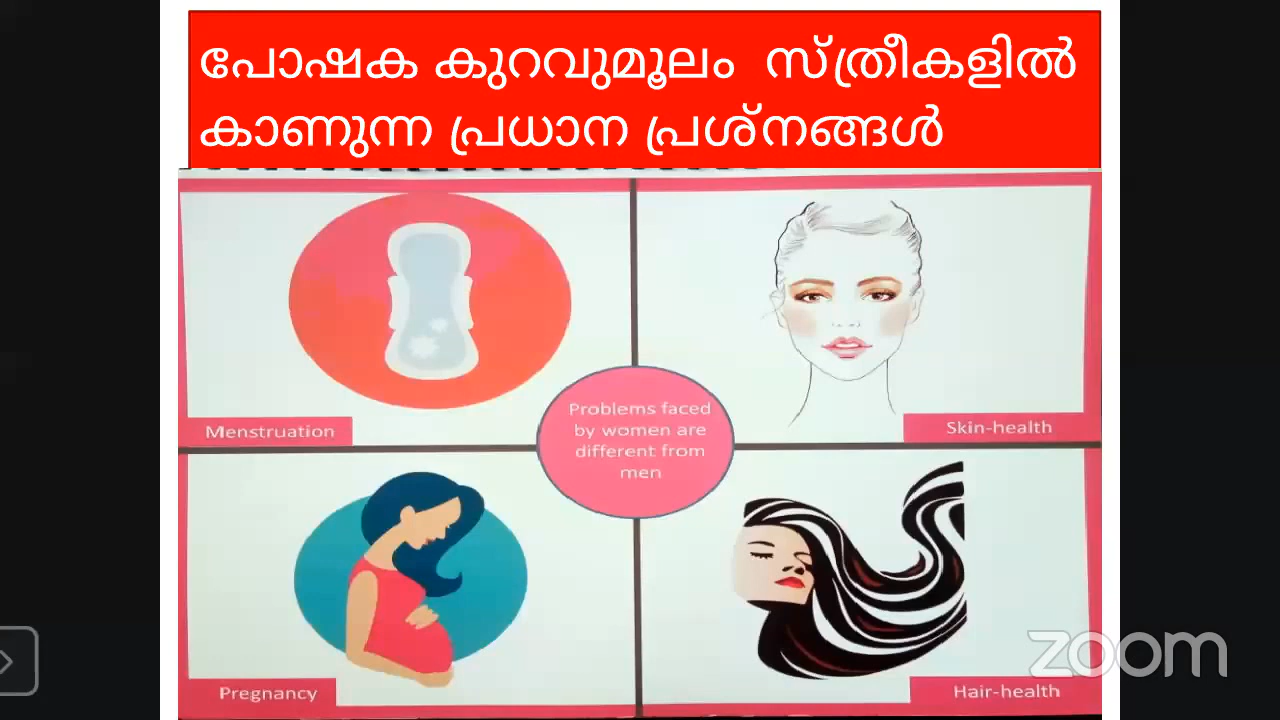 പോഷക കുറവുമൂലം സ്ത്രീകളിൽ
കാണുന്ന പ്രധാന പ്രശ്നങ്ങൾ
Menstruation
Skin-health
Problems faced
by women are
different from
men
Pregnancy
Hair-health
zoom